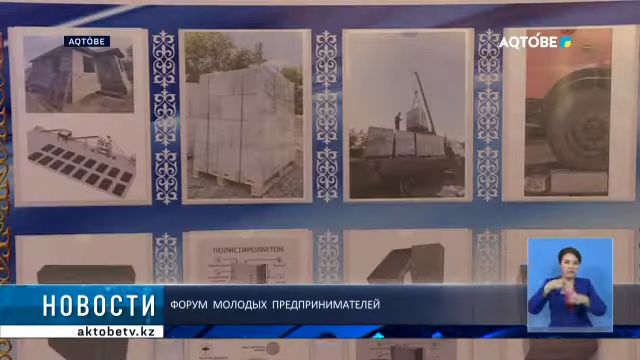 AQTÖBE
AQTÖBE
ПОЛИСТИРОЛБЕТОН
НОВОСТИ
ФОРУМ МОЛОДЫХ ПРЕДПРИНИМАТЕЛЕЙ
aktobetv.kz